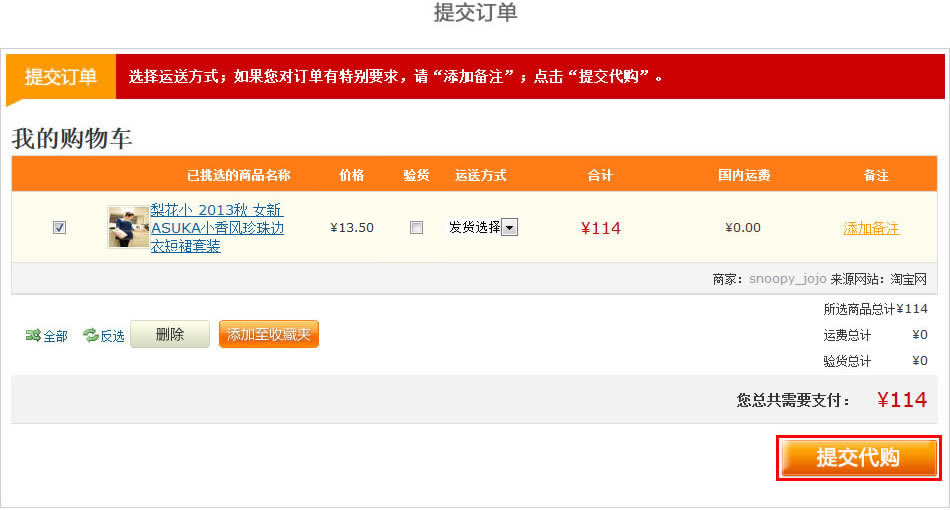 提交订单
提交订单
选择运送方式；如果您对订单有特别要求，请“添加备注”；点击“提交代购”。
我的购物车
已挑选的商品名称 价格 验货 运送方式 合计 国内运费 备注
梨花小 2013秋 女新
ASUKA小香风珍珠边
衣短裙套装
¥13.50 发货选择 ¥114 ¥0.00 添加备注
商家：snoopy_jojo 来源网站：淘宝网
所选商品总计¥114
全部 反选 删除 添加至收藏夹
运费总计 ¥0
验货总计 ¥0
您总共需要支付： ¥114
提交代购